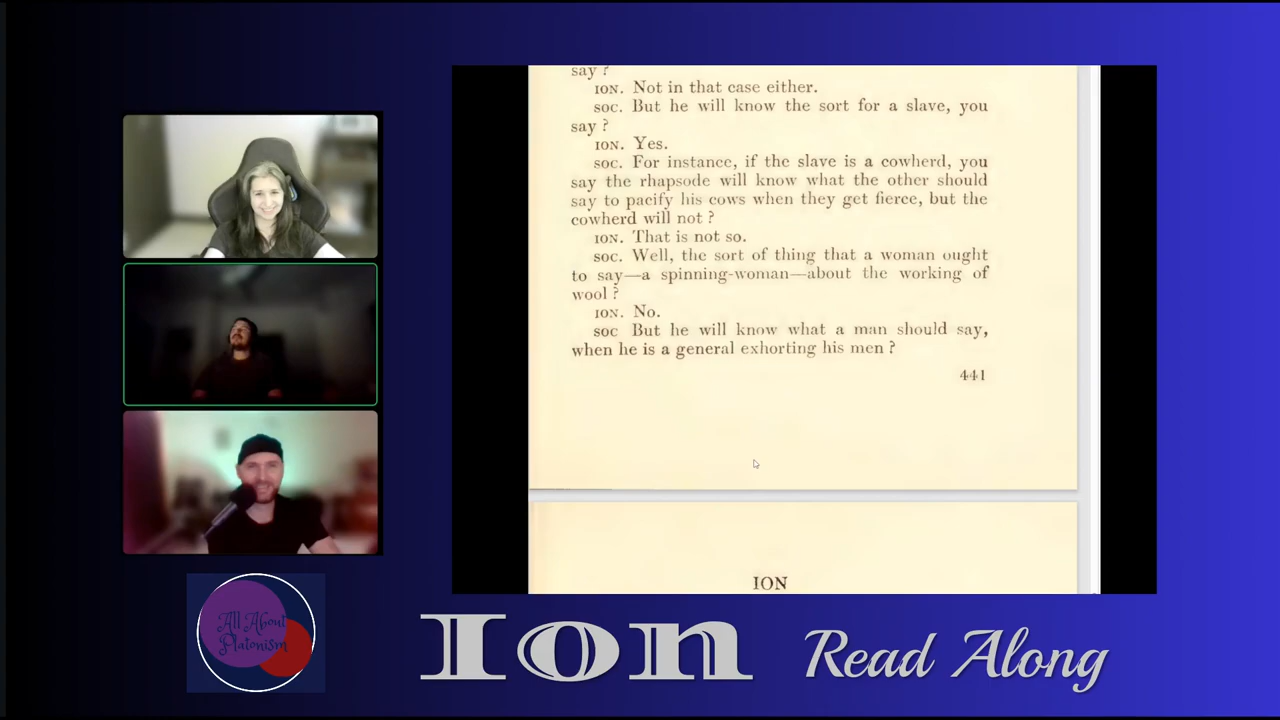 say ?
ION. Not in that case either.
SOC. But he will know the sort for a slave, you
say ?
ION. Yes.
SOC. For instance, if the slave is a cowherd, you
say the rhapsode will know what the other should
say to pacify his cows when they get fierce, but the
cowherd will not ?
ION. That is not so.
SOC. Well, the sort of thing that a woman ought
to say—a spinning-woman—about the working of
wool ?
ION. No.
SOC But he will know what a man should say,
when he is a general exhorting his men ?
441
ION
All About
Platonism
Ion Read Along